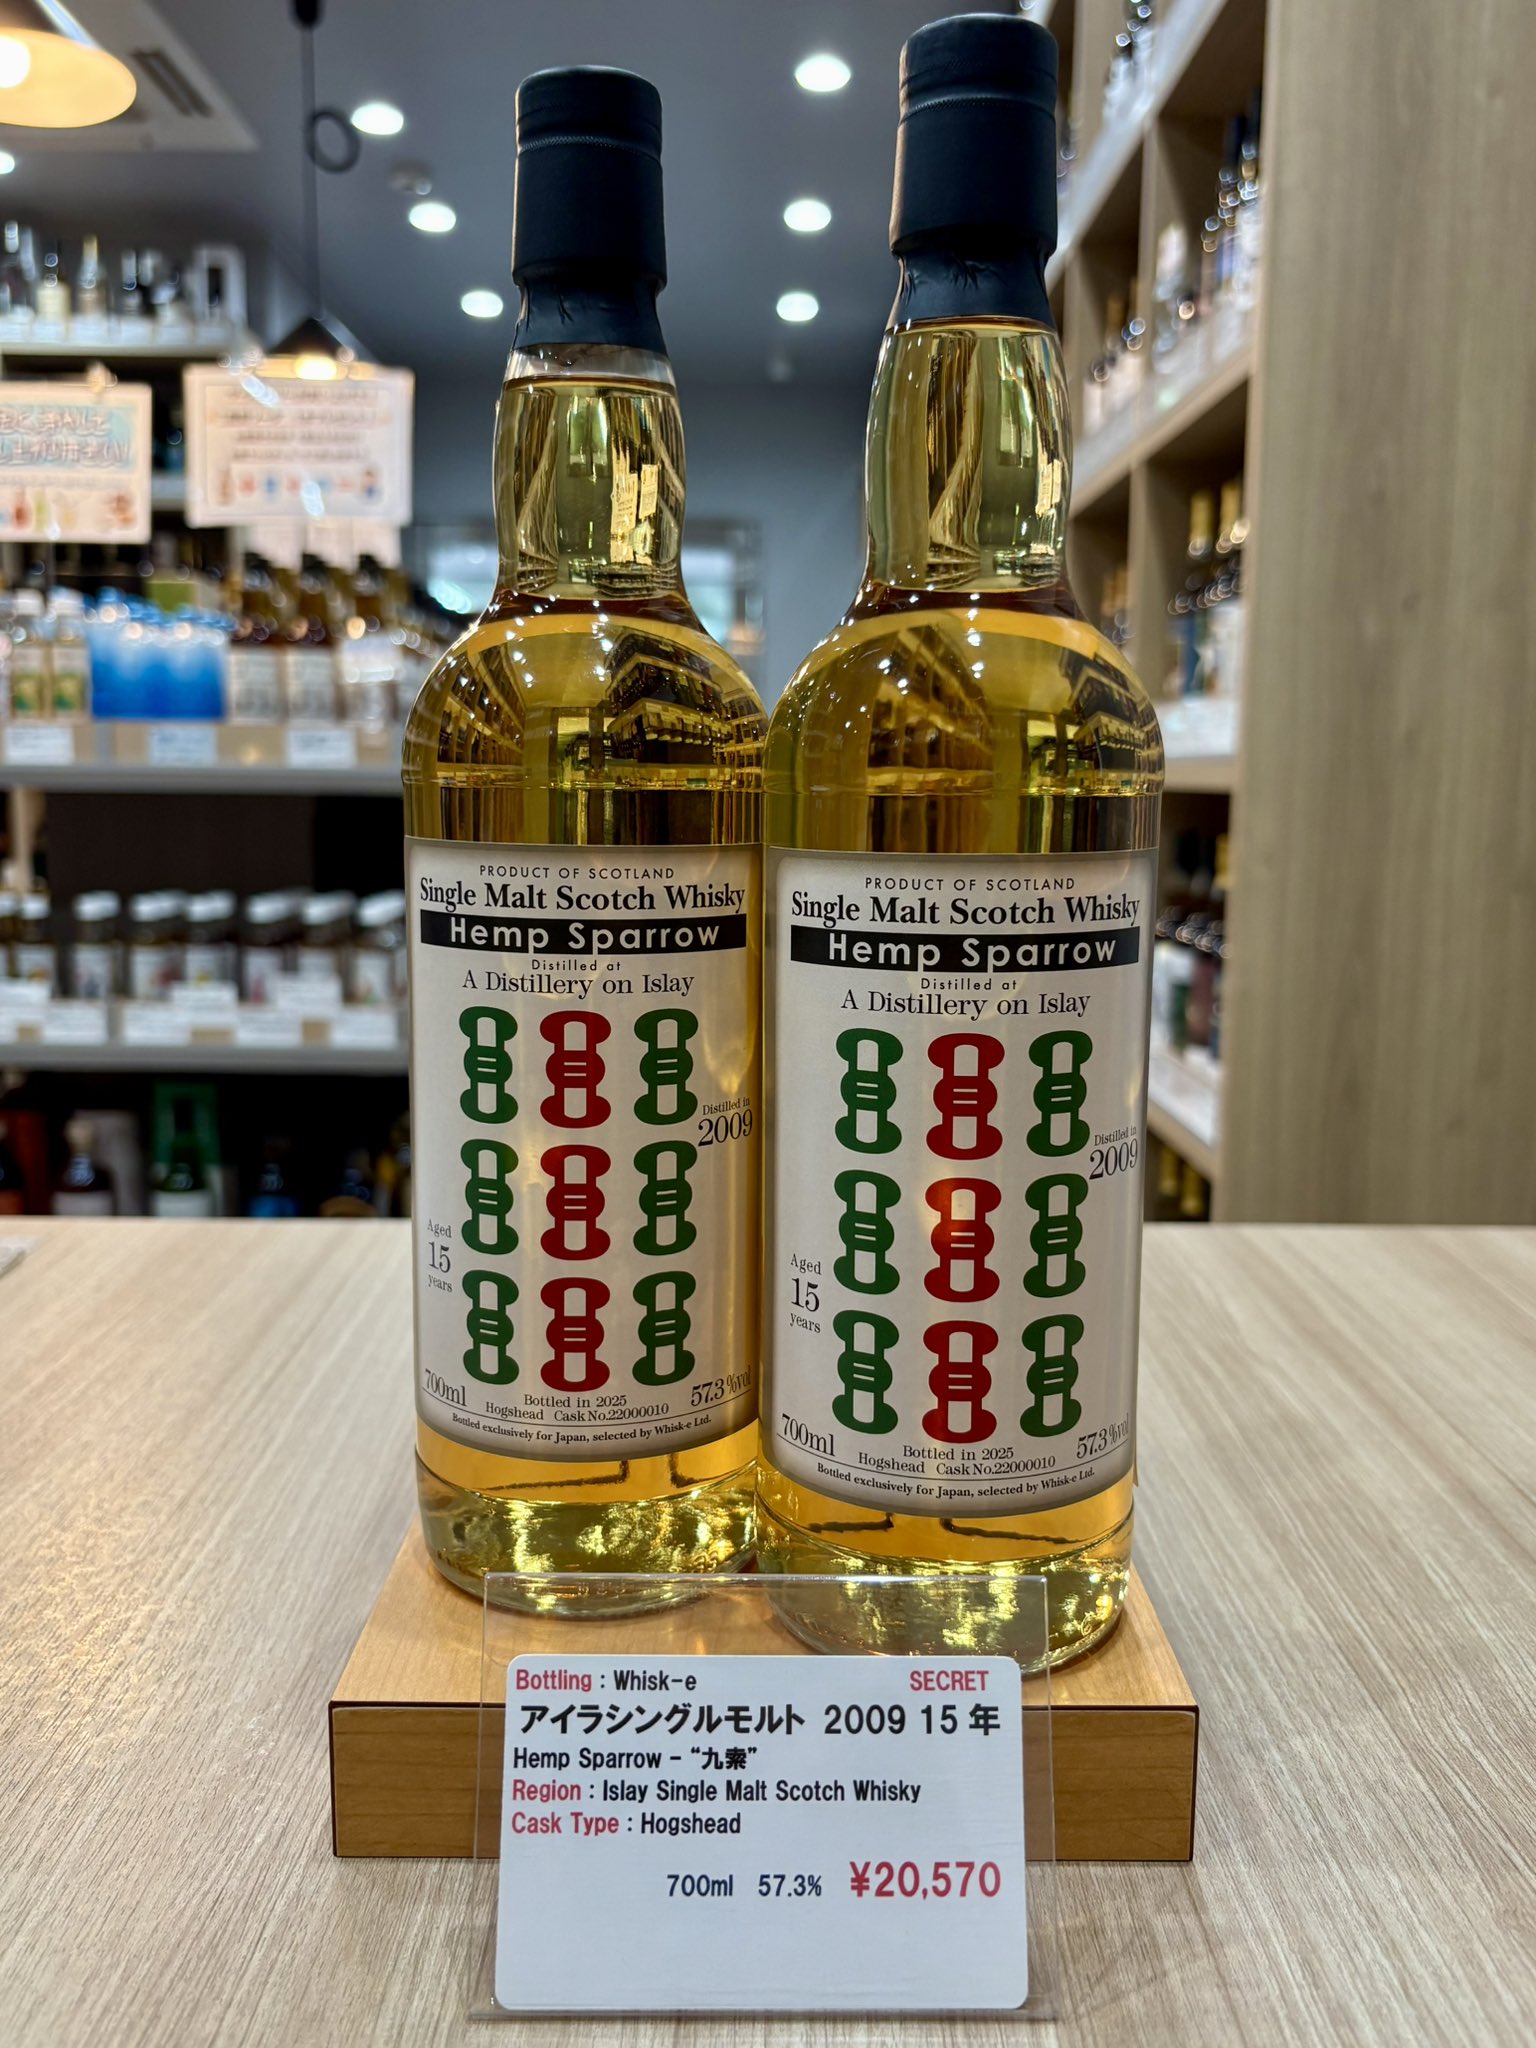 PRODUCT OF SCOTLAND
Single Malt Scotch Whisky
Hemp Sparrow
Distilled at
A Distillery on Islay
Distilled in
2009
Aged
15
years
700ml
57.3%vol
Bottled in 2025
Hogshead Cask No.22000010
Bottled exclusively for Japan, selected by Whisk-e Ltd.
PRODUCT OF SCOTLAND
Single Malt Scotch Whisky
Hemp Sparrow
Distilled at
A Distillery on Islay
Distilled in
2009
Aged
15
years
700ml
57.3%vol
Bottled in 2025
Hogshead Cask No.22000010
Bottled exclusively for Japan, selected by Whisk-e Ltd.
Bottling : Whisk-e SECRET
アイラシングルモルト 2009 15年
Hemp Sparrow - “九索”
Region : Islay Single Malt Scotch Whisky
Cask Type : Hogshead
700ml 57.3% ¥20,570